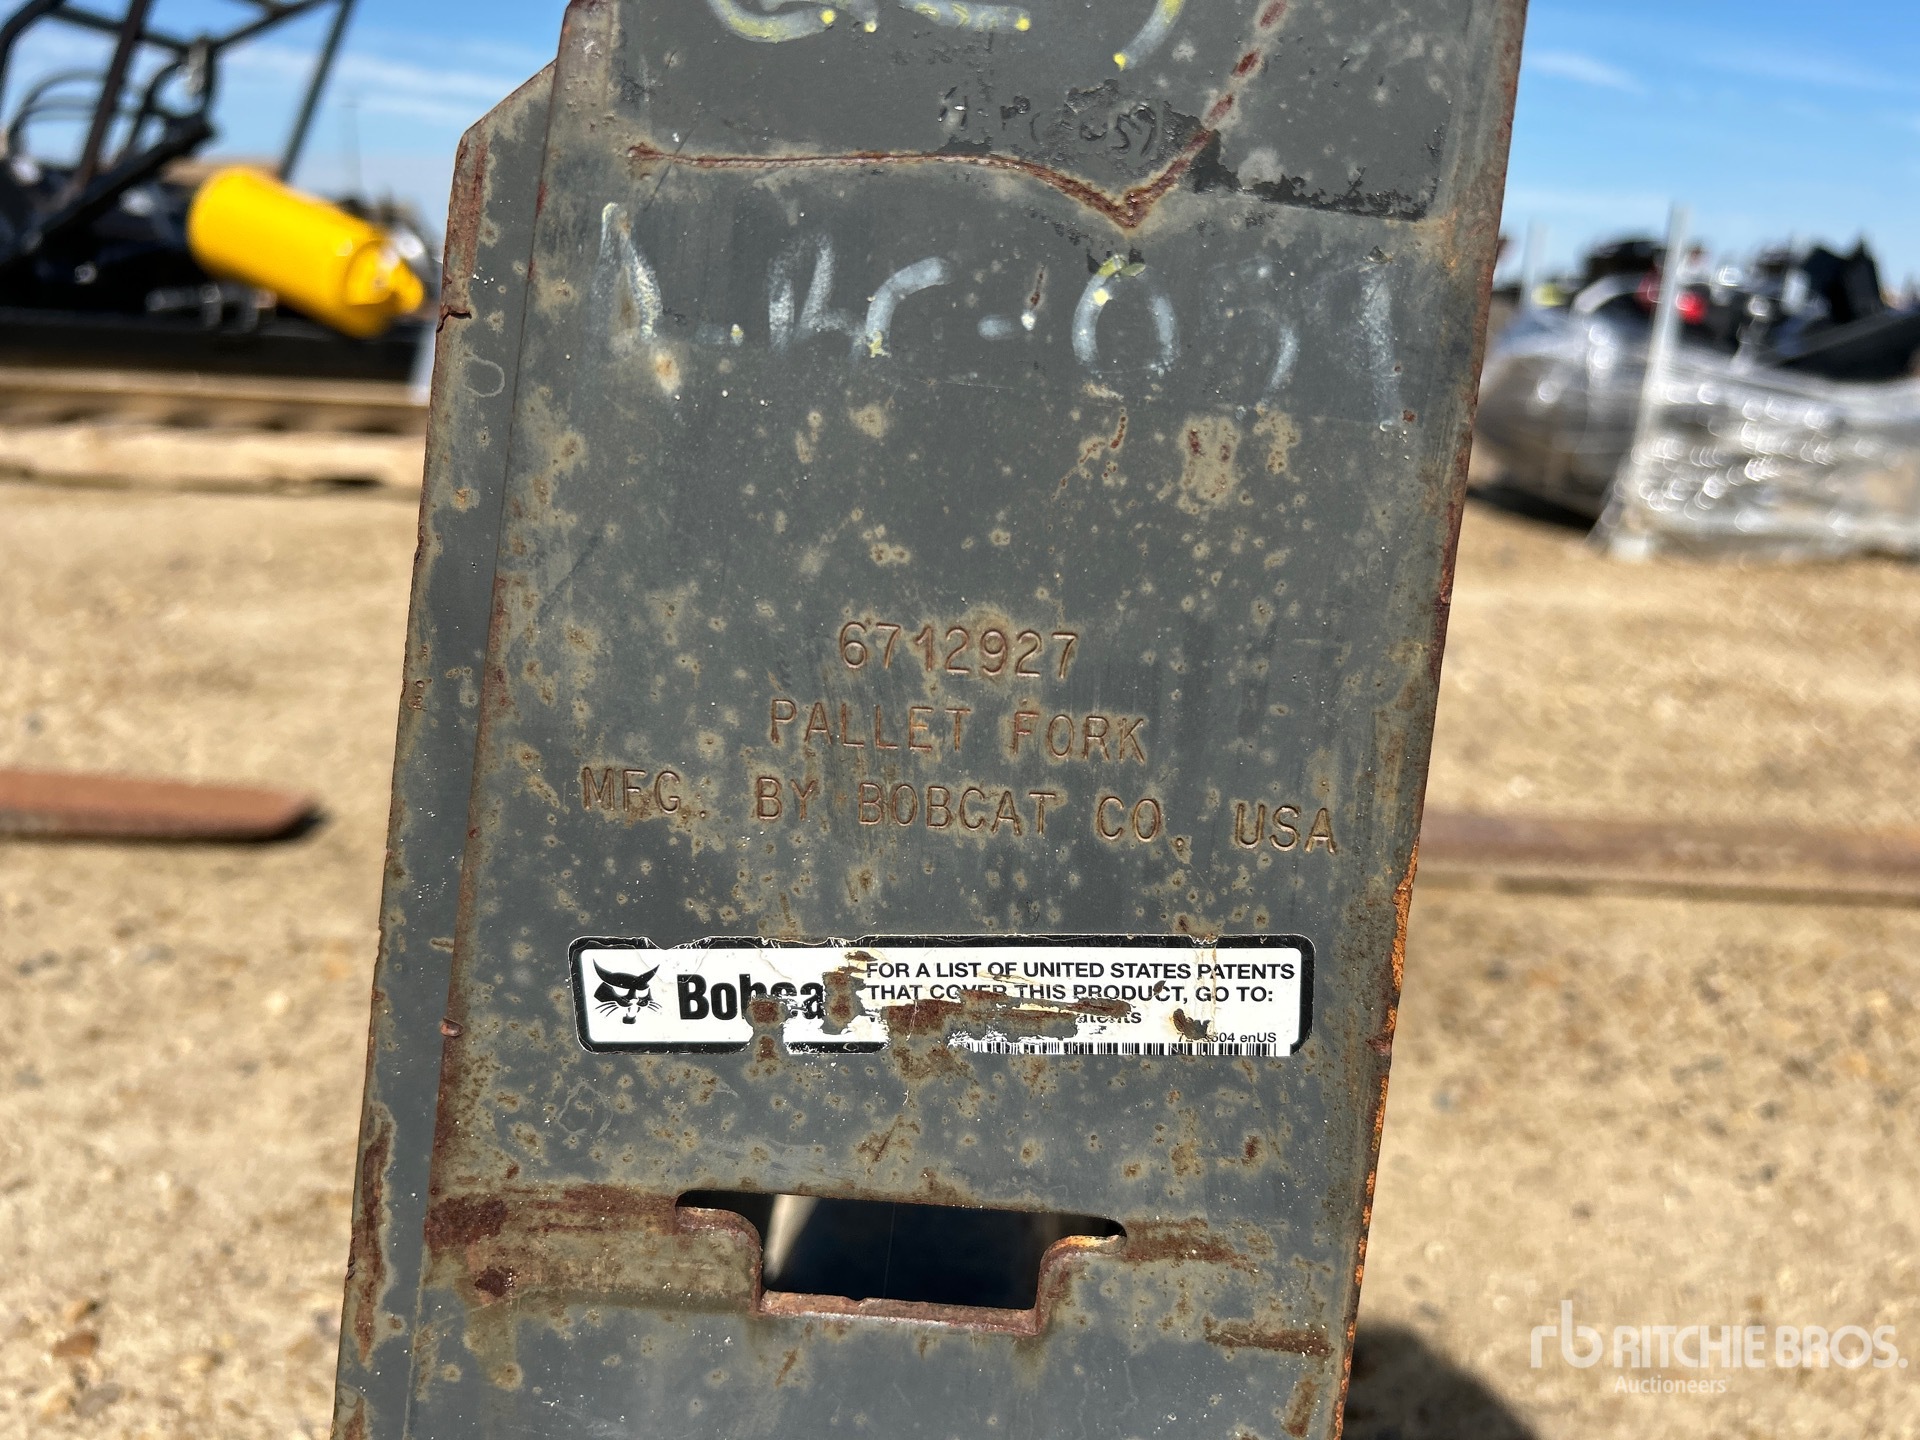 6712927
PALLET FORK
MFG. BY BOBCAT CO. USA
FOR A LIST OF UNITED STATES PATENTS
THAT COVER THIS PRODUCT, GO TO:
enUS
rb RITCHIE BROS.
Auctioneers